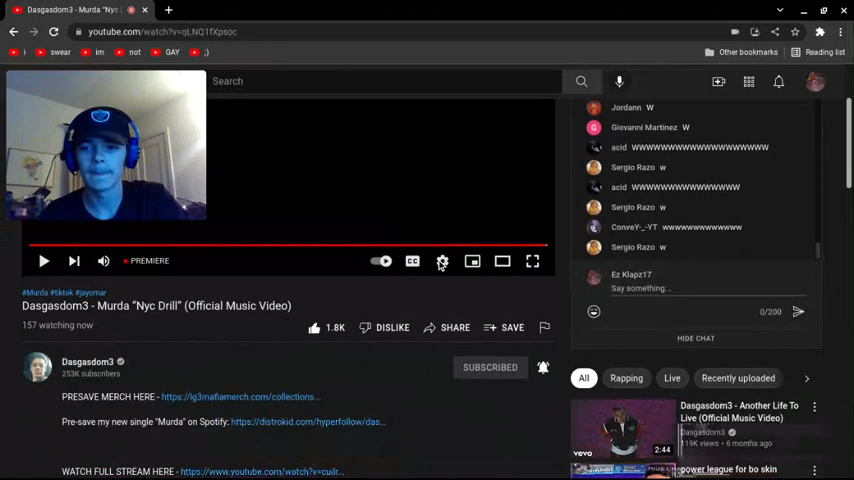 Dasgasdom3 - Murda “Nyc
youtube.com/watch?v=qLNQ1fXpsoc
i
swear
im
not
GAY
;)
Other bookmarks
Reading list
Search
Jordann W
Giovanni Martinez W
acid WWWWWWWWWWWWWWWWWWW
Sergio Razo w
acid WWWWWWWWWWWWWWW
Sergio Razo w
ConveY-_-YT wwwwwwwwwwww
Sergio Razo w
PREMIERE
CC
Ez Klapz17
Say something...
0/200
#Murda #tiktok #jayomar
Dasgasdom3 - Murda “Nyc Drill” (Official Music Video)
157 watching now
1.8K
DISLIKE
SHARE
SAVE
HIDE CHAT
Dasgasdom3
253K subscribers
SUBSCRIBED
PRESAVE MERCH HERE - https://lg3mafiamerch.com/collections...
Pre-save my new single "Murda" on Spotify: https://distrokid.com/hyperfollow/das...
WATCH FULL STREAM HERE - https://www.youtube.com/watch?v=cuilr...
All
Rapping
Live
Recently uploaded
vevo
2:44
Dasgasdom3 - Another Life To
Live (Official Music Video)
Dasgasdom3
119K views • 6 months ago
power league for bo skin